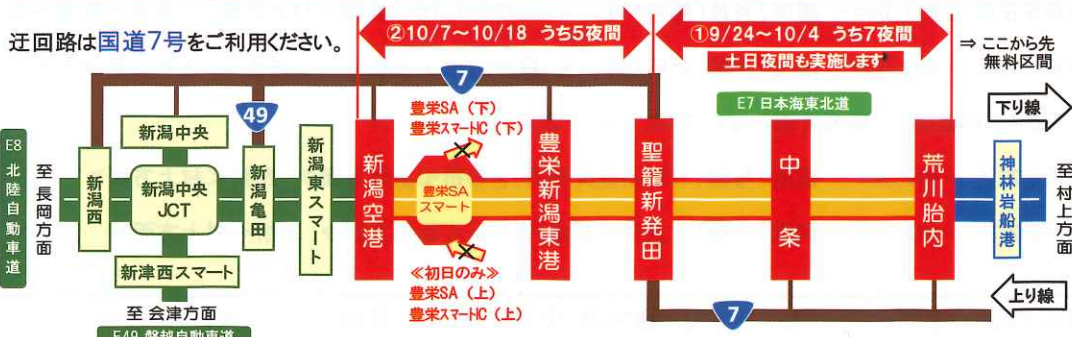 迂回路は国道7号をご利用ください。
②10/7～10/18 うち5夜間
①9/24～10/4 うち7夜間
土日夜間も実施します
⇒ ここから先
無料区間
7
E7 日本海東北道
下り線
49
豊栄SA（下）
豊栄スマートIC（下）
E8 北陸自動車道
至 長岡方面
新潟西
新潟中央
新潟中央
JCT
新津西スマート
至 会津方面
E49 磐越自動車道
新潟亀田
新潟東スマート
新潟空港
豊栄SA
スマート
豊栄新潟東港
聖籠新発田
中条
荒川胎内
神林岩船港
至 村上方面
≪初日のみ≫
豊栄SA（上）
豊栄スマートIC（上）
7
上り線